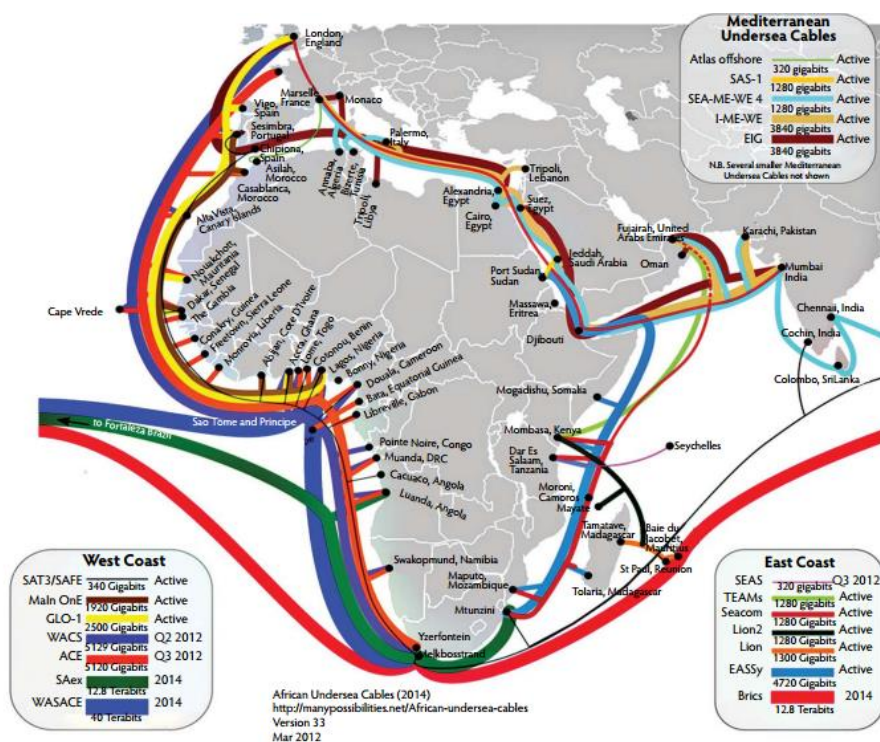 London,
England
Marselle
France
Monaco
Vigo,
Spain
Sesimbra,
Portugal
Chipiona,
Spain
Asilah, Morocco
Casablanca,
Morocco
Annaba,
Algeria
Bizerte,
Tunisia
Tripoli,
Libya
Palermo,
Italy
Alexandria,
Egypt
Cairo,
Egypt
Tripoli,
Lebanon
Suez,
Egypt
Jeddah,
Saudi Arabia
Port Sudan
Sudan
Massawa,
Eritrea
Djibouti
Fujairah, United
Arab Emirates
Oman
Karachi, Pakistan
Mumbai
India
Chennai, India
Cochin, India
Colombo, SriLanka
Alta Vista,
Canary Islands
Nouakchott,
Mauritania
Dakar, Senegal
The Gambia
Cape Vrede
Conakry, Guinea
Freetown, Sierra Leone
Monrovia, Liberia
Accra, Ghana
Lome, Togo
Cotonou, Benin
Lagos, Nigeria
Bonny, Nigeria
Douala, Cameroon
Bata, Equatorial Guinea
Libreville, Gabon
to Fortaleza Brazil
Sao Tome and Principe
Pointe Noire, Congo
Muanda, DRC
Cacuaco, Angola
Luanda, Angola
Swakopmund, Namibia
Yzerfontein
Melkbosstrand
Mtunzini
Maputo,
Mozambique
Mogadishu, Somalia
Mombasa, Kenya
Dar Es
Salaam,
Tanzania
Seychelles
Moroni,
Camoros
Mayate
Tamatave,
Madagascar
Baie du
Jacobet,
Mauritius
St Paul, Reunion
Tolaria, Madagascar
Mediterranean
Undersea Cables
Atlas offshore Active
320 gigabits
SAS-1 Active
1280 gigabits
SEA-ME-WE 4 Active
1280 gigabits
I-ME-WE Active
3840 gigabits
EIG Active
3840 gigabits
N.B. Several smaller Mediterranean
Undersea Cables not shown
West Coast
SAT3/SAFE Active
340 Gigabits
MaIn OnE Active
1920 Gigabits
GLO-1 Active
2500 Gigabits
WACS Q2 2012
5129 Gigabits
ACE Q3 2012
5120 Gigabits
SAex 2014
12.8 Terabits
WASACE 2014
40 Terabits
East Coast
SEAS Q3 2012
320 gigabits
TEAMs Active
1280 gigabits
Seacom Active
1280 Gigabits
Lion2 Active
1280 Gigabits
Lion Active
1300 Gigabits
EASSy Active
4720 Gigabits
Brics 2014
12.8 Terabits
African Undersea Cables (2014)
http://manypossibilities.net/African-undersea-cables
Version 33
Mar 2012